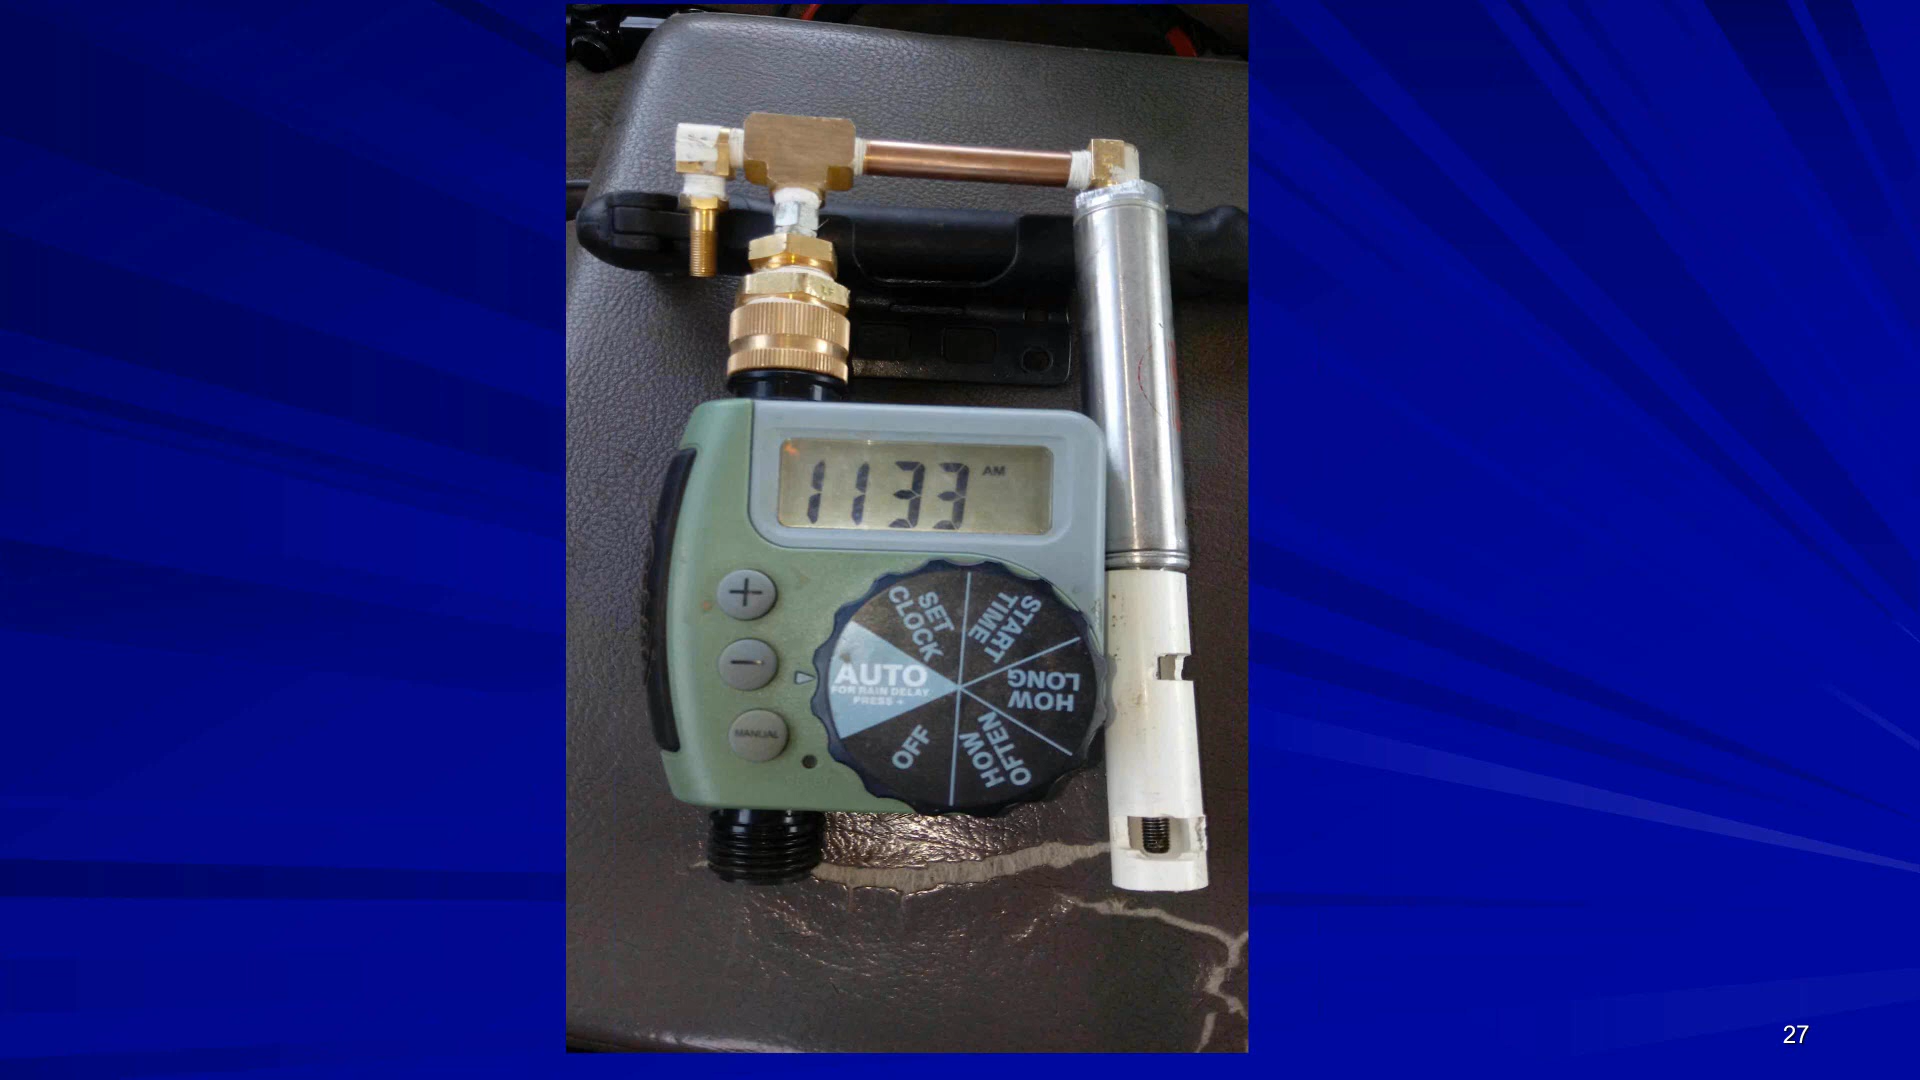 1133 AM
+
−
MANUAL
SET
CLOCK
START
TIME
HOW
LONG
HOW
OFTEN
OFF
AUTO
FOR RAIN DELAY
PRESS +
27